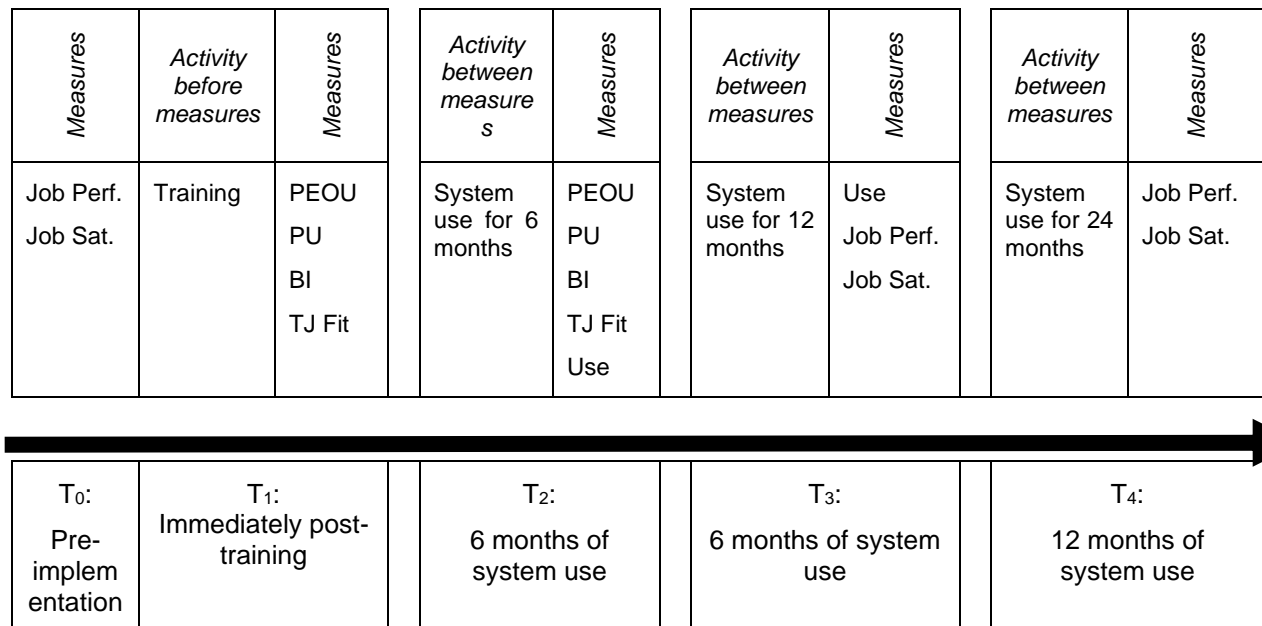 Measures
Activity
before
measures
Measures
Activity
between
measure
s
Measures
Activity
between
measures
Measures
Activity
between
measures
Measures
Job Perf.
Job Sat.
Training
PEOU
PU
BI
TJ Fit
System
use for 6
months
PEOU
PU
BI
TJ Fit
Use
System
use for 12
months
Use
Job Perf.
Job Sat.
System
use for 24
months
Job Perf.
Job Sat.
T0:
Pre-
implem
entation
T1:
Immediately post-
training
T2:
6 months of
system use
T3:
6 months of system
use
T4:
12 months of
system use